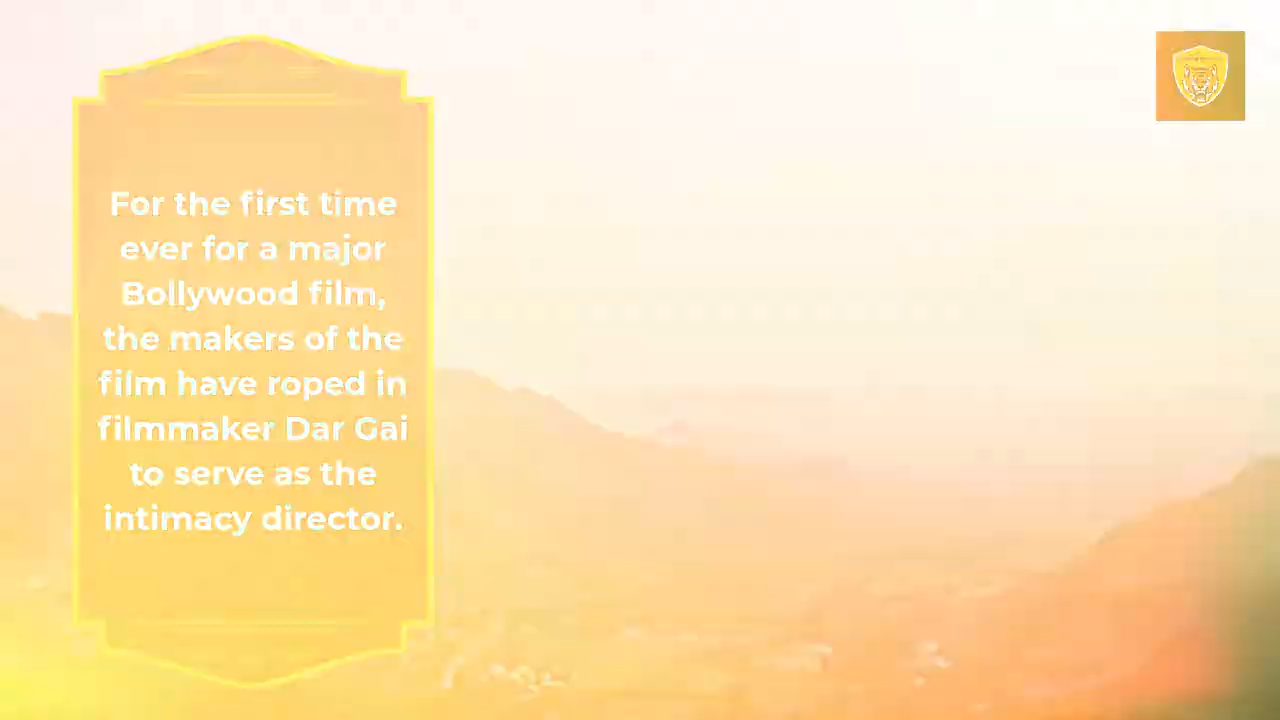 For the first time
ever for a major
Bollywood film,
the makers of the
film have roped in
filmmaker Dar Gai
to serve as the
intimacy director.